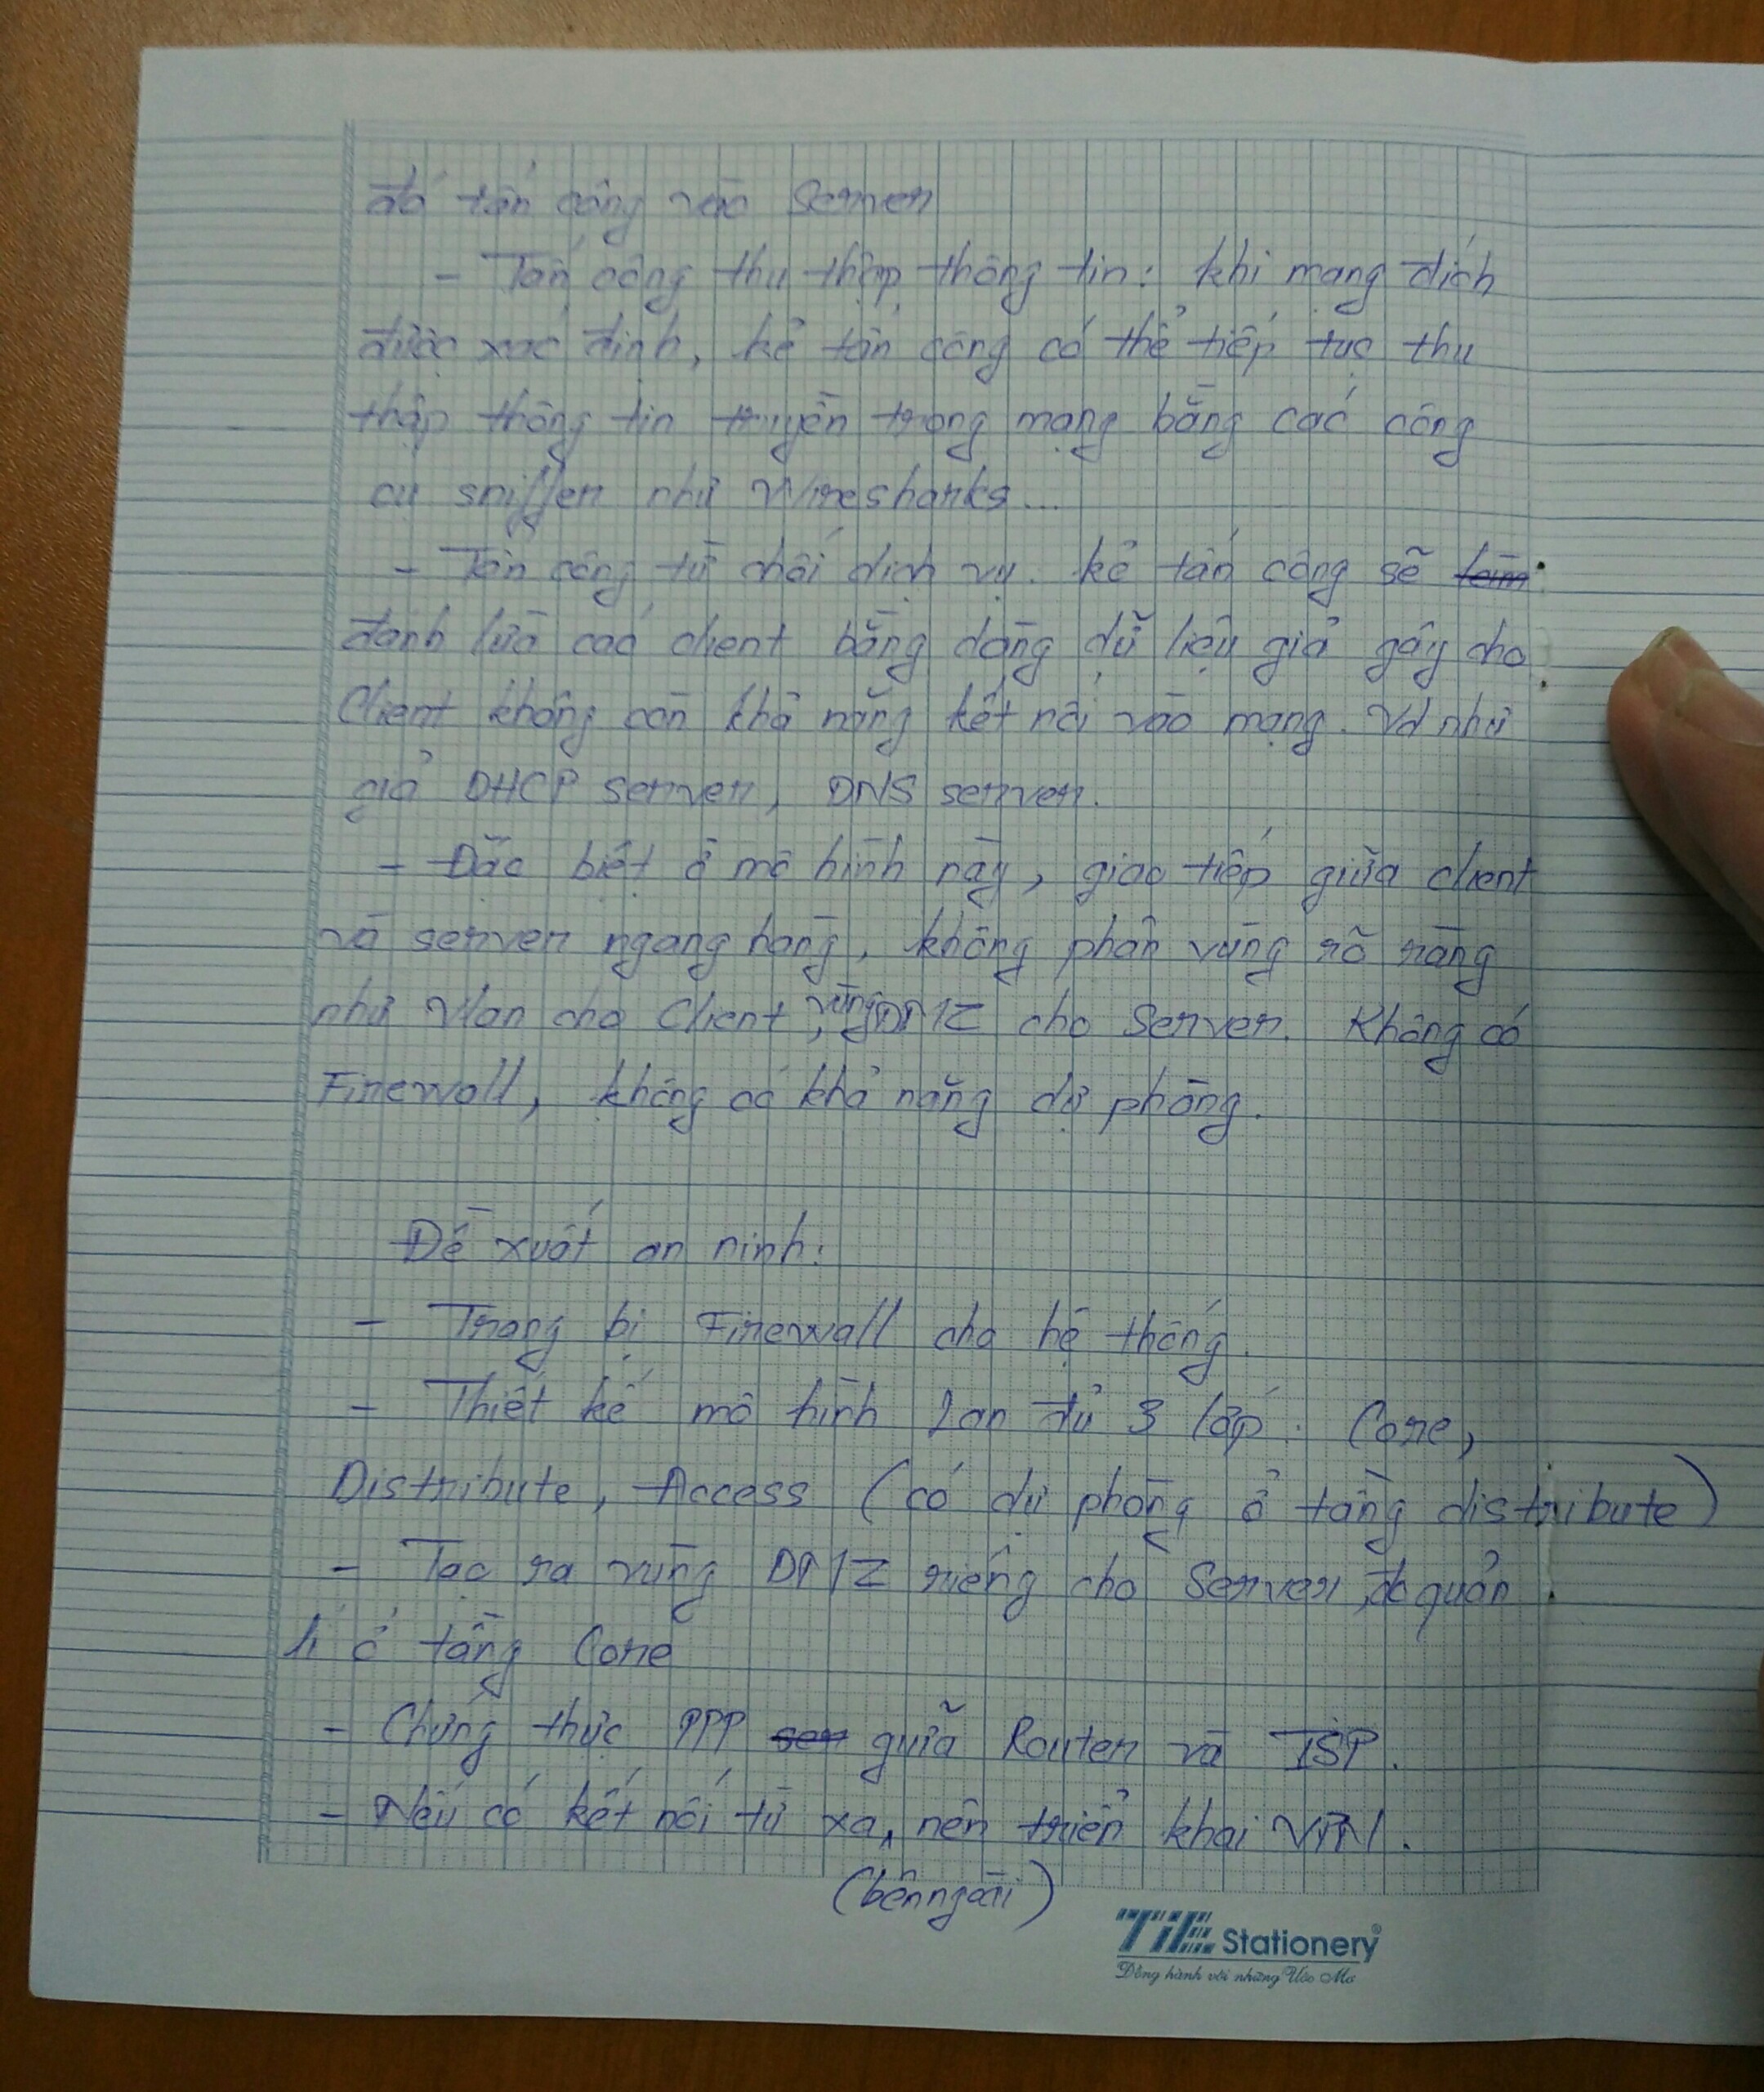 đó tấn công vào Server
- Tấn công thu thập thông tin: khi mạng đích
được xác định, kẻ tấn công có thể tiếp tục thu
thập thông tin truyền trong mạng bằng các công
cụ sniffer như Wiresharks...
- Tấn công từ chối dịch vụ. kẻ tấn công sẽ làm
đánh lừa các client bằng dòng dữ liệu giả gây cho
Client không còn khả năng kết nối vào mạng. Vd như
giả DHCP server, DNS server.
- Đặc biệt ở mô hình này, giao tiếp giữa client
và server ngang hàng, không phân vùng rõ ràng
như Vlan cho Client, vùng DMZ cho Server. Không có
Firewall, không có khả năng dự phòng.
Đề xuất an ninh:
- Trang bị Firewall cho hệ thống.
- Thiết kế mô hình Lan đủ 3 lớp. Core,
Distribute, Access (có dự phòng ở tầng distribute)
- Tạo ra vùng DMZ riêng cho Server, do quản
lí ở tầng Core
- Chứng thực PPP ser giữa Router và ISP.
- Nếu có kết nối từ xa, nên triển khai VPN.
(bên ngoài)
TiE Stationery®
Đồng hành với những Ước Mơ